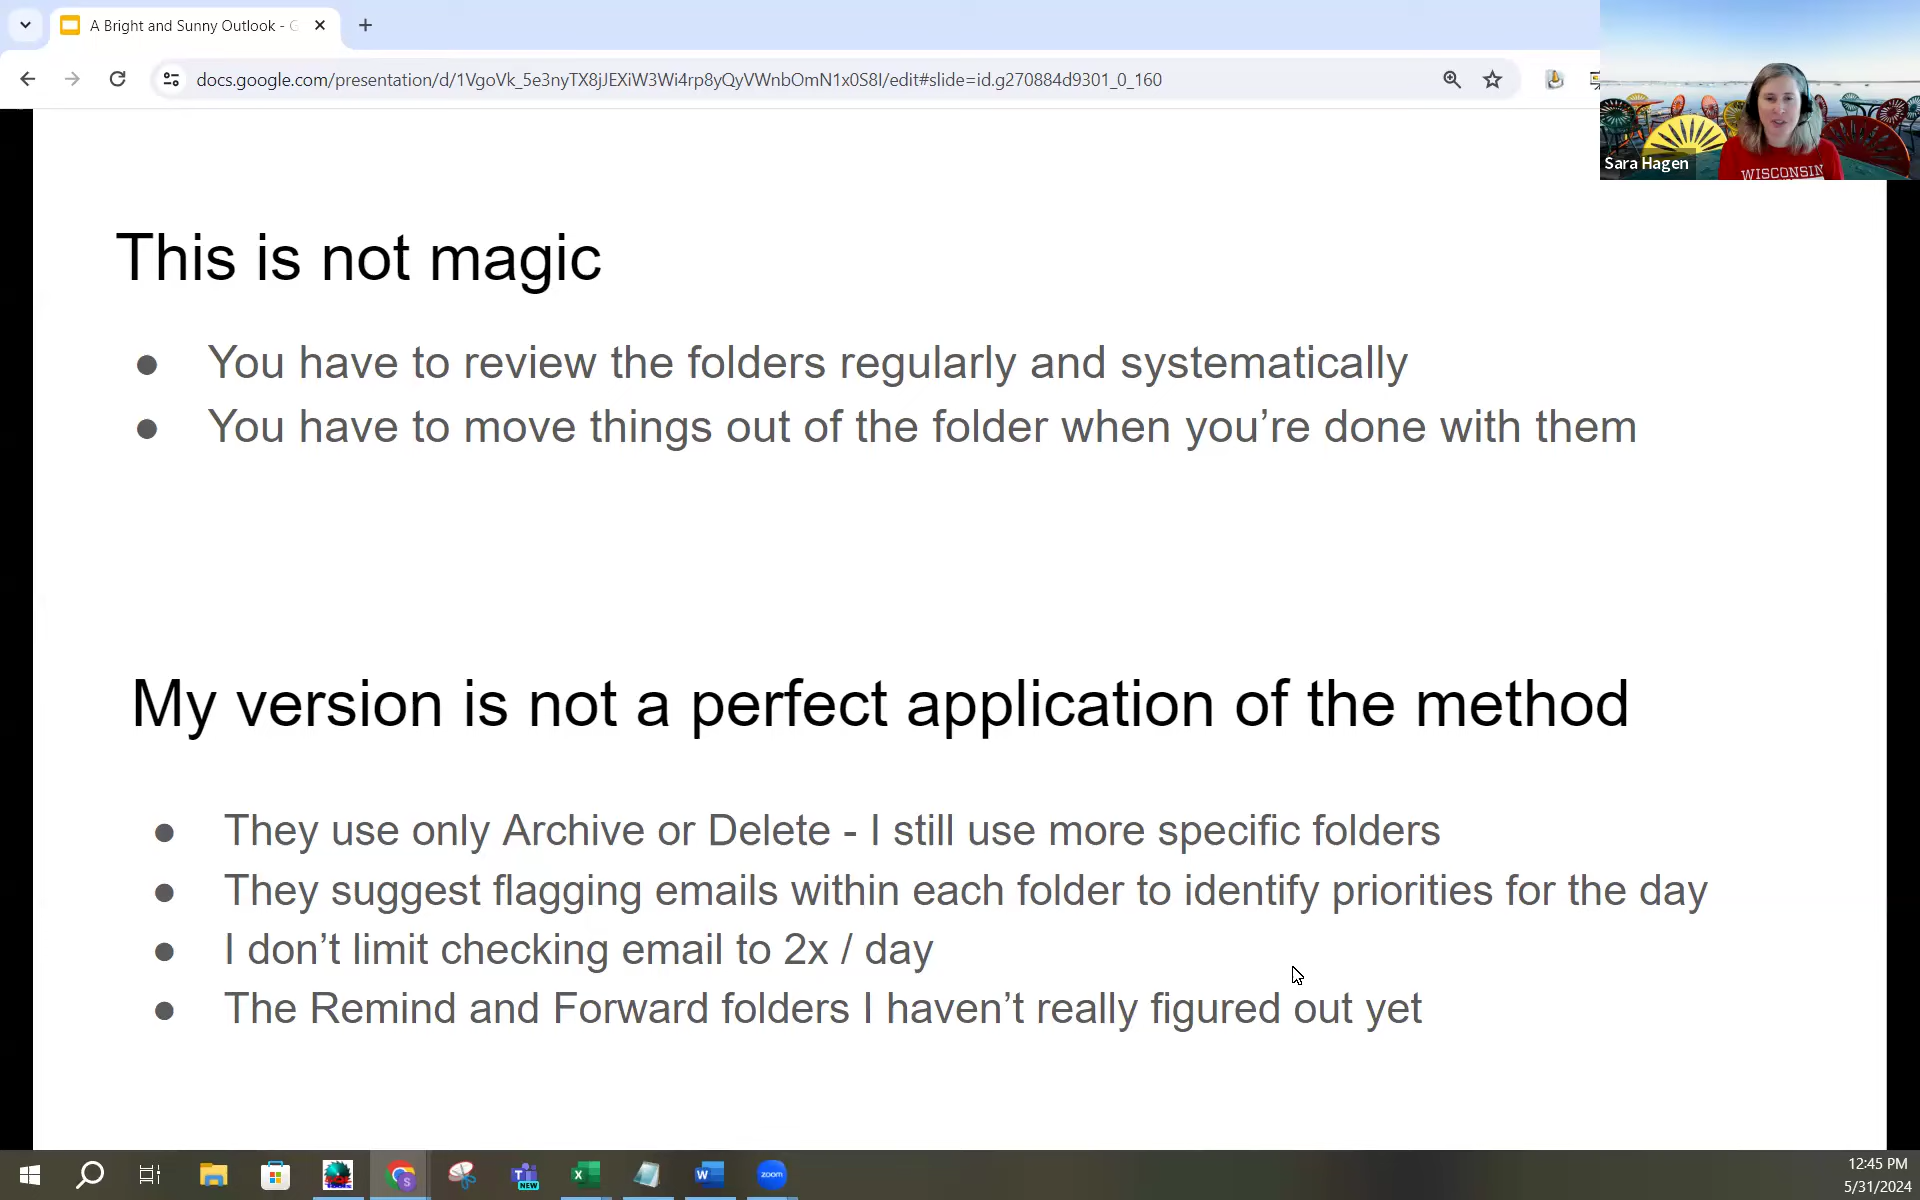 A Bright and Sunny Outlook - G
docs.google.com/presentation/d/1VgoVk_5e3nyTX8jJEXiW3Wi4rp8yQyVWnbOmN1x0S8I/edit#slide=id.g270884d9301_0_160
Sara Hagen
WISCONSIN
This is not magic
● You have to review the folders regularly and systematically
● You have to move things out of the folder when you’re done with them
My version is not a perfect application of the method
● They use only Archive or Delete - I still use more specific folders
● They suggest flagging emails within each folder to identify priorities for the day
● I don’t limit checking email to 2x / day
● The Remind and Forward folders I haven’t really figured out yet
S
T
NEW
X
W
zoom
12:45 PM
5/31/2024